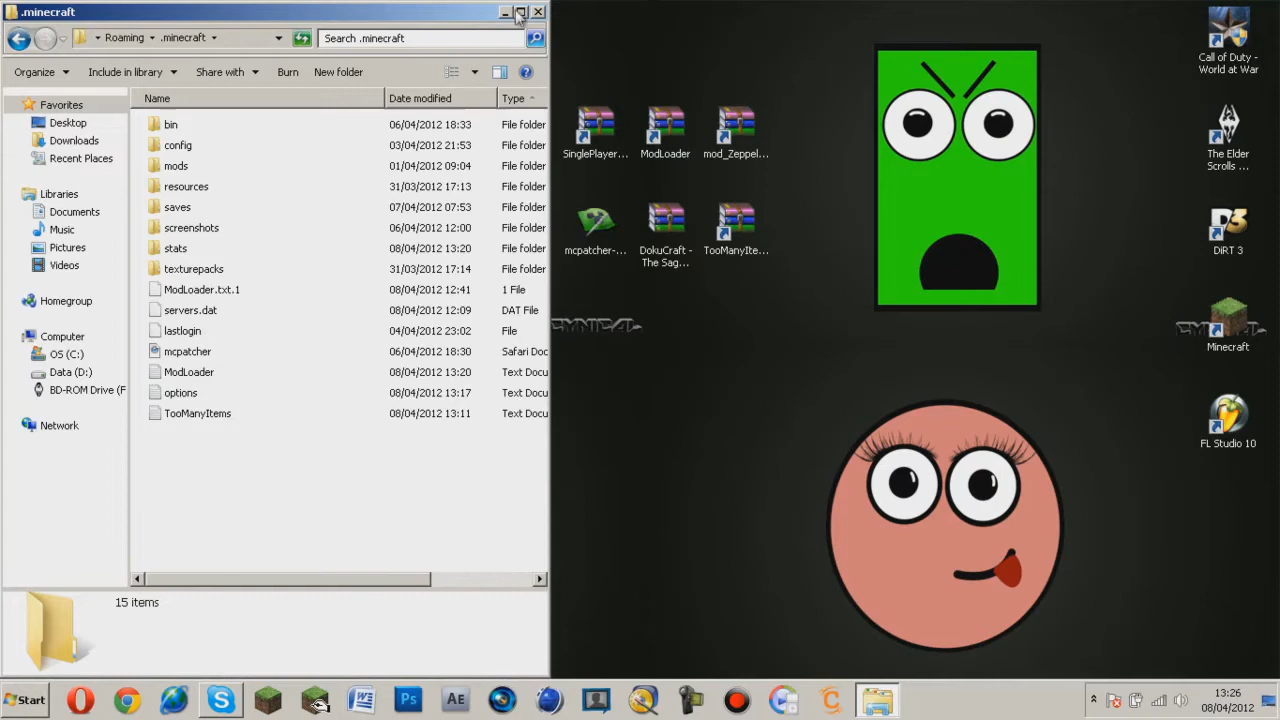 .minecraft
Roaming
.minecraft
Search .minecraft
Organize
Include in library
Share with
Burn
New folder
Name
Date modified
Type
Favorites
Desktop
Downloads
Recent Places
Libraries
Documents
Music
Pictures
Videos
Homegroup
Computer
OS (C:)
Data (D:)
BD-ROM Drive (F
Network
bin 06/04/2012 18:33 File folder
config 03/04/2012 21:53 File folder
mods 01/04/2012 09:04 File folder
resources 31/03/2012 17:13 File folder
saves 07/04/2012 07:53 File folder
screenshots 06/04/2012 12:00 File folder
stats 08/04/2012 13:20 File folder
texturepacks 31/03/2012 17:14 File folder
ModLoader.txt.1 08/04/2012 12:41 1 File
servers.dat 08/04/2012 12:09 DAT File
lastlogin 04/04/2012 23:02 File
mcpatcher 06/04/2012 18:30 Safari Doc
ModLoader 08/04/2012 13:20 Text Docu
options 08/04/2012 13:17 Text Docu
TooManyItems 08/04/2012 13:11 Text Docu
15 items
SinglePlayer...
ModLoader
mod_Zeppel...
mcpatcher-...
DokuCraft -
The Sag...
TooManyIte...
Call of Duty -
World at War
The Elder
Scrolls ...
D3
DiRT 3
Minecraft
FL Studio 10
Start
W
Ps
AE
13:26
08/04/2012